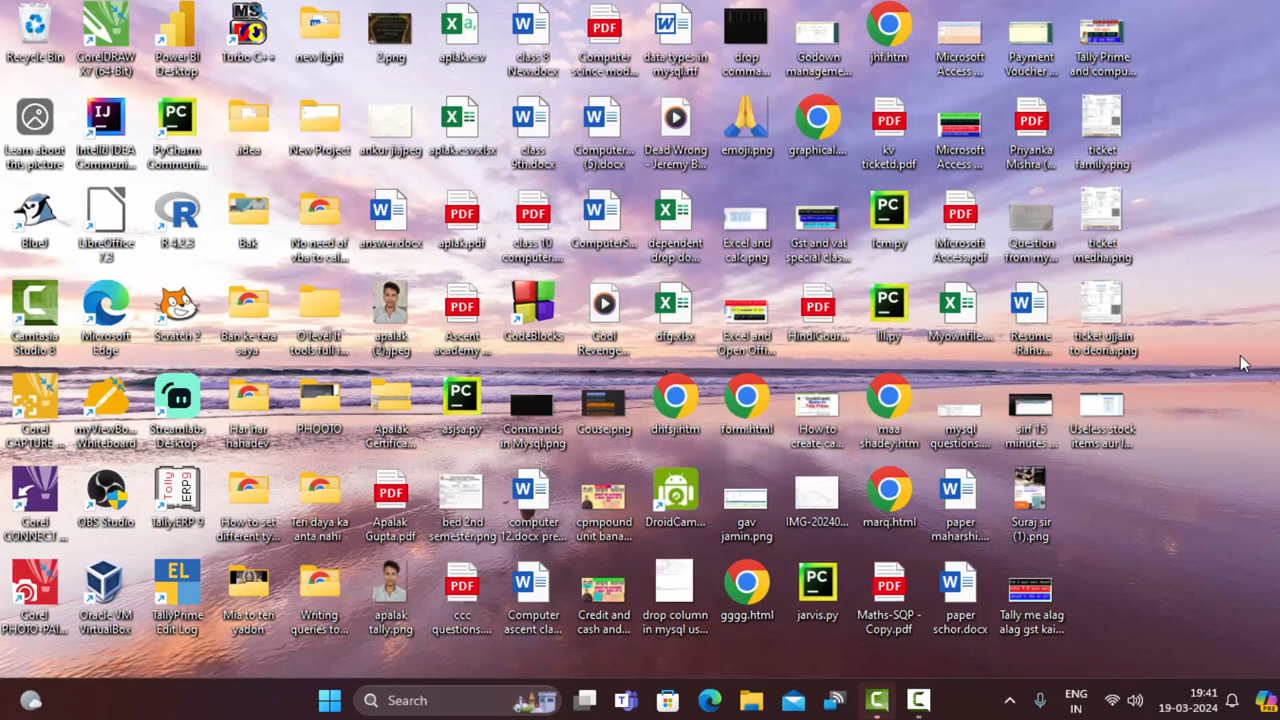 Recycle Bin
CorelDRAW
X7 (64-Bit)
Power BI
Desktop
Turbo C++
new light
2.png
aplak.csv
class 8
New.docx
Computer
scince mod...
data types in
mysql.rtf
drop
comma...
Godown
manageme...
jhf.htm
Microsoft
Access ...
Payment
Voucher ...
Tally Prime
and compu...
Learn about
this picture
IntelliJ IDEA
Communi...
PyCharm
Communi...
.idea
New Project
ankur ji.jpeg
aplak.csv.xlsx
class
9th.docx
Computer...
(5).docx
Dead Wrong
- Jeremy B...
emoji.png
graphical....
kv
ticketd.pdf
Microsoft
Access ...
Priyanka
Mishra (...
ticket
family.png
BlueJ
LibreOffice
7.3
R 4.2.3
Bak
No need of
vba to cal...
answer.docx
aplak.pdf
class 10
computer....
ComputerS...
dependent
drop do...
Excel and
calc.png
Gst and vat
special clas...
lcm.py
Microsoft
Access.pdf
Question
from my...
ticket
medha.png
Camtasia
Studio 8
Microsoft
Edge
Scratch 2
Ban ke tera
saya
O level it
tools full i...
apalak
(2).jpeg
Ascent
academy ...
CodeBlocks
Cool
Revenge...
dfg.xlsx
Excel and
Open Offi...
HindiCour...
lll.py
Myownfile....
Resume
-Rahu...
ticket ujjain
to deoria.png
Corel
CAPTURE ...
myViewBo...
Whiteboard
Streamlabs
Desktop
Har har
mahadev
PHOOTO
Apalak
Certifica...
asjsa.py
Commands
in Mysql.png
Couse.png
dhfsj.htm
form.html
How to
create ca...
maa
shadey.htm
mysql
questions....
sirf 15
minutes ...
Useless stock
items aur l...
Corel
CONNECT ...
OBS Studio
Tally.ERP 9
How to set
different ty...
Teri daya ka
anta nahi
Apalak
Gupta.pdf
bed 2nd
semester.png
computer
12.docx pre...
cpmpound
unit bana...
DroidCam...
gav
jamin.png
IMG-20240...
marq.html
paper
maharshi....
Suraj sir
(1).png
Corel
PHOTO-PAI...
Oracle VM
VirtualBox
TallyPrime
Edit Log
Mia to teri
yadon
Writing
queries to...
apalak
tally.png
ccc
questions....
Computer
ascent cla...
Credit and
cash and...
drop column
in mysql us...
gggg.html
jarvis.py
Maths-SQP -
Copy.pdf
paper
schor.docx
Tally me alag
alag gst kai...
Search
ENG
IN
19:41
19-03-2024